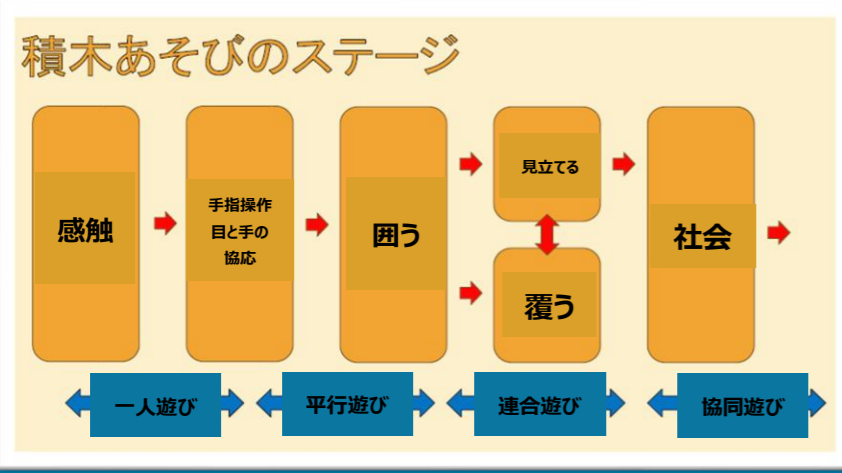 積木あそびのステージ
感触
手指操作
目と手の
協応
囲う
見立てる
覆う
社会
一人遊び
平行遊び
連合遊び
協同遊び